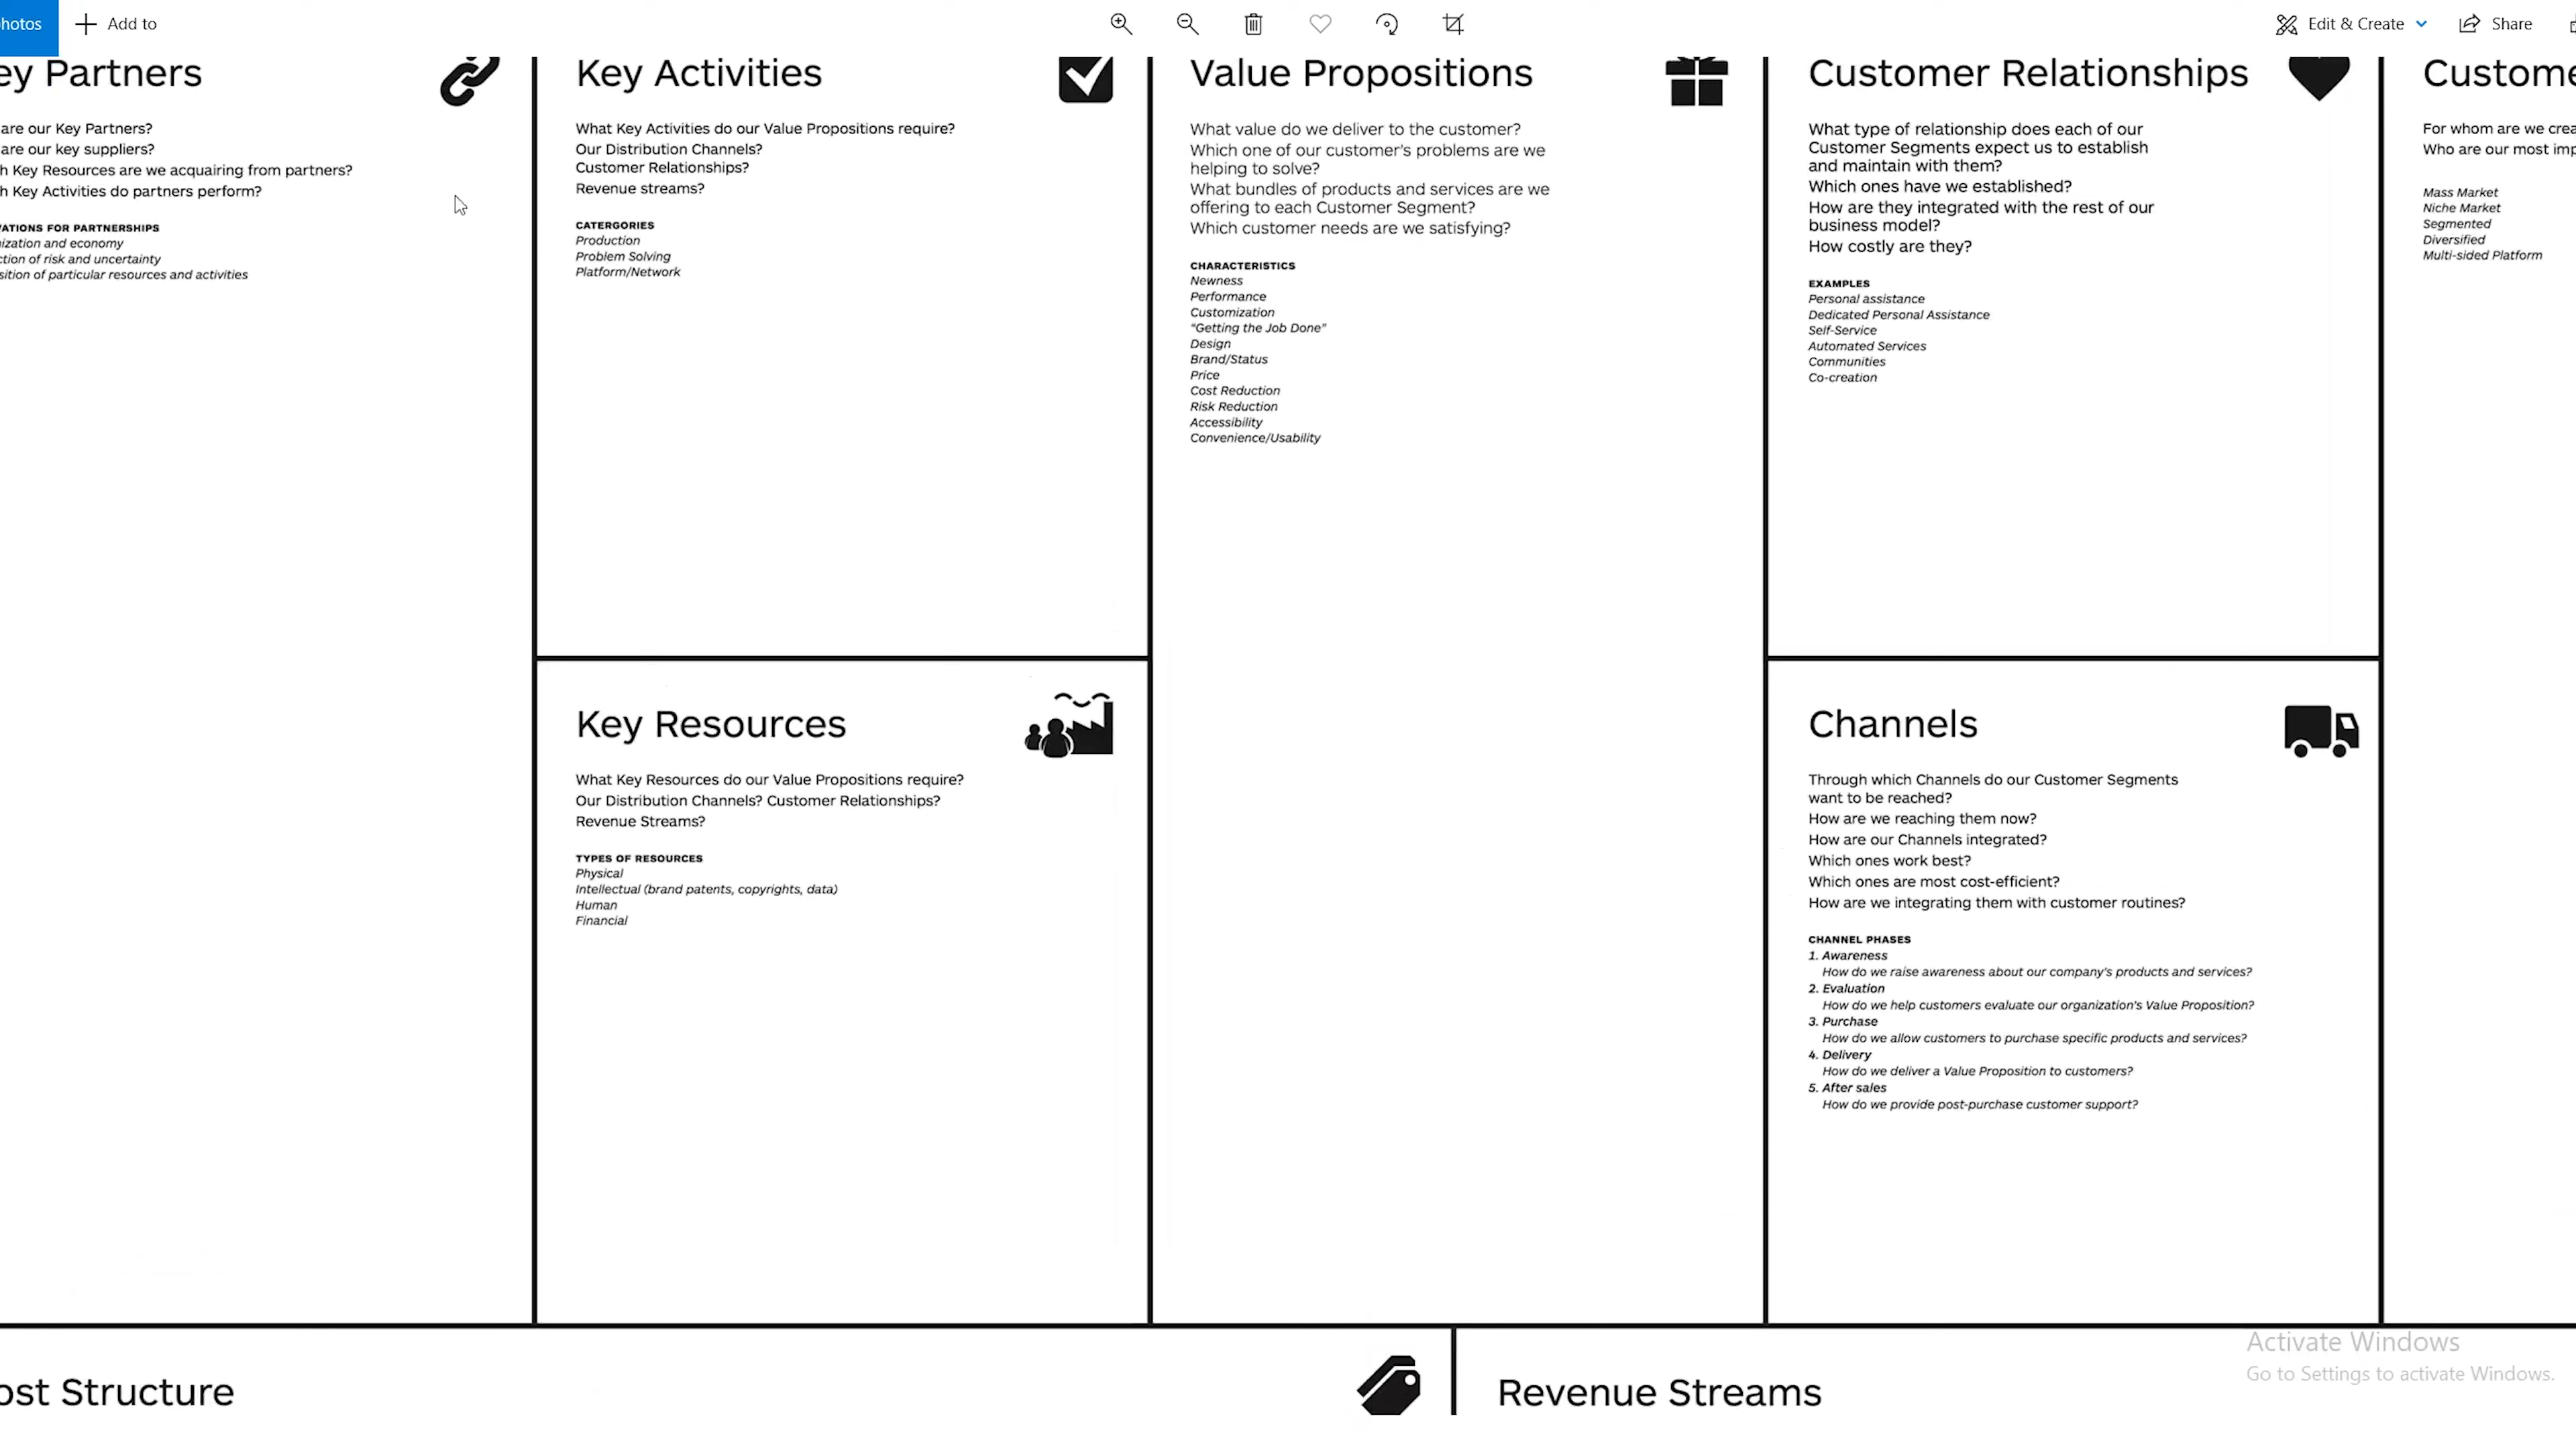 hotos
Add to
Edit & Create
Share
ey Partners
are our Key Partners?
are our key suppliers?
h Key Resources are we acquairing from partners?
h Key Activities do partners perform?
VATIONS FOR PARTNERSHIPS
ization and economy
ction of risk and uncertainty
sition of particular resources and activities
Key Activities
What Key Activities do our Value Propositions require?
Our Distribution Channels?
Customer Relationships?
Revenue streams?
CATERGORIES
Production
Problem Solving
Platform/Network
Key Resources
What Key Resources do our Value Propositions require?
Our Distribution Channels? Customer Relationships?
Revenue Streams?
TYPES OF RESOURCES
Physical
Intellectual (brand patents, copyrights, data)
Human
Financial
Value Propositions
What value do we deliver to the customer?
Which one of our customer's problems are we
helping to solve?
What bundles of products and services are we
offering to each Customer Segment?
Which customer needs are we satisfying?
CHARACTERISTICS
Newness
Performance
Customization
"Getting the Job Done"
Design
Brand/Status
Price
Cost Reduction
Risk Reduction
Accessibility
Convenience/Usability
Customer Relationships
What type of relationship does each of our
Customer Segments expect us to establish
and maintain with them?
Which ones have we established?
How are they integrated with the rest of our
business model?
How costly are they?
EXAMPLES
Personal assistance
Dedicated Personal Assistance
Self-Service
Automated Services
Communities
Co-creation
Channels
Through which Channels do our Customer Segments
want to be reached?
How are we reaching them now?
How are our Channels integrated?
Which ones work best?
Which ones are most cost-efficient?
How are we integrating them with customer routines?
CHANNEL PHASES
1. Awareness
How do we raise awareness about our company's products and services?
2. Evaluation
How do we help customers evaluate our organization's Value Proposition?
3. Purchase
How do we allow customers to purchase specific products and services?
4. Delivery
How do we deliver a Value Proposition to customers?
5. After sales
How do we provide post-purchase customer support?
Custome
For whom are we crea
Who are our most imp
Mass Market
Niche Market
Segmented
Diversified
Multi-sided Platform
ost Structure
Revenue Streams
Activate Windows
Go to Settings to activate Windows.